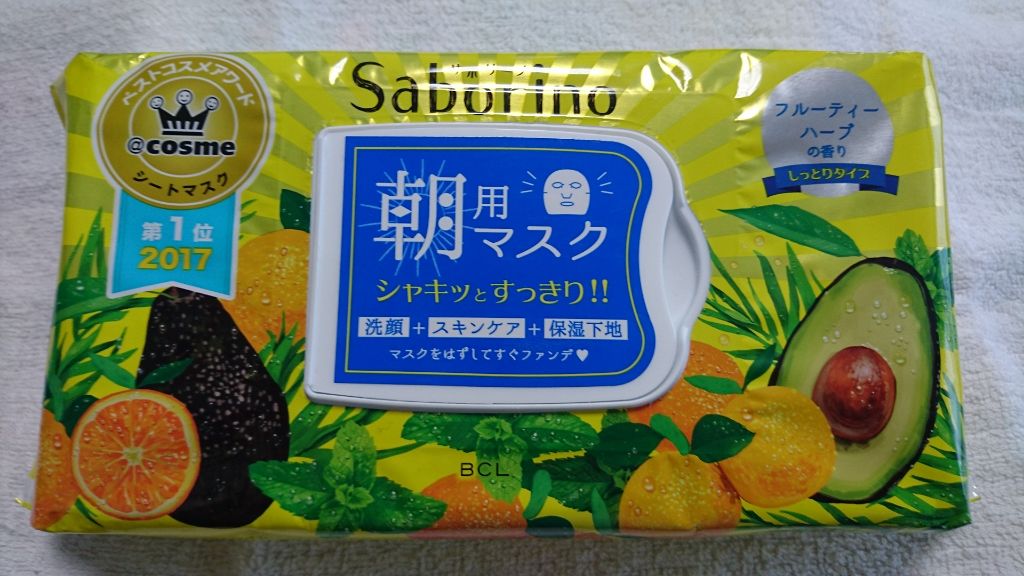 ベストコスメアワード
@cosme
シートマスク
第1位
2017
サボリーノ
Saborino
フルーティー
ハーブ
の香り
しっとりタイプ
朝用
マスク
シャキッとすっきり!!
洗顔+スキンケア+保湿下地
マスクをはずしてすぐファンデ♥
BCL